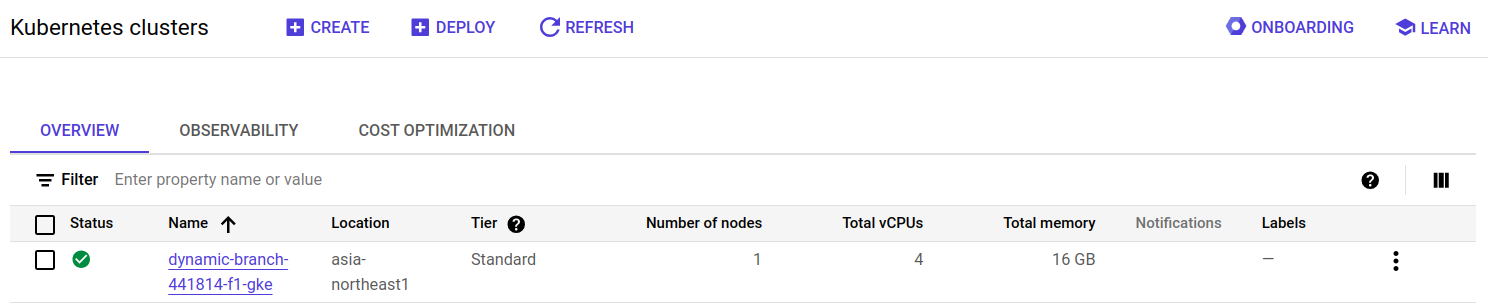 Kubernetes clusters CREATE DEPLOY REFRESH ONBOARDING LEARN
OVERVIEW OBSERVABILITY COST OPTIMIZATION
Filter Enter property name or value
Status Name Location Tier Number of nodes Total vCPUs Total memory Notifications Labels
dynamic-branch- asia- Standard 1 4 16 GB —
441814-f1-gke northeast1